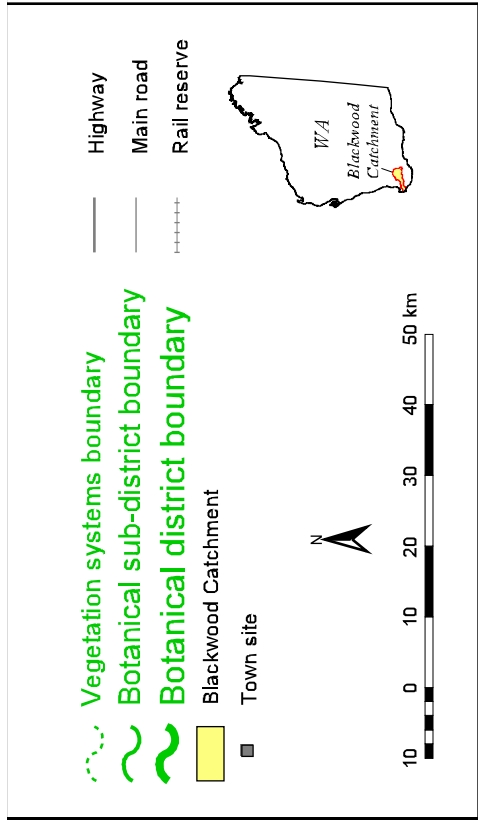 Vegetation systems boundary
Botanical sub-district boundary
Botanical district boundary
Blackwood Catchment
Town site
Highway
Main road
Rail reserve
WA
Blackwood
Catchment
N
10 0 10 20 30 40 50 km